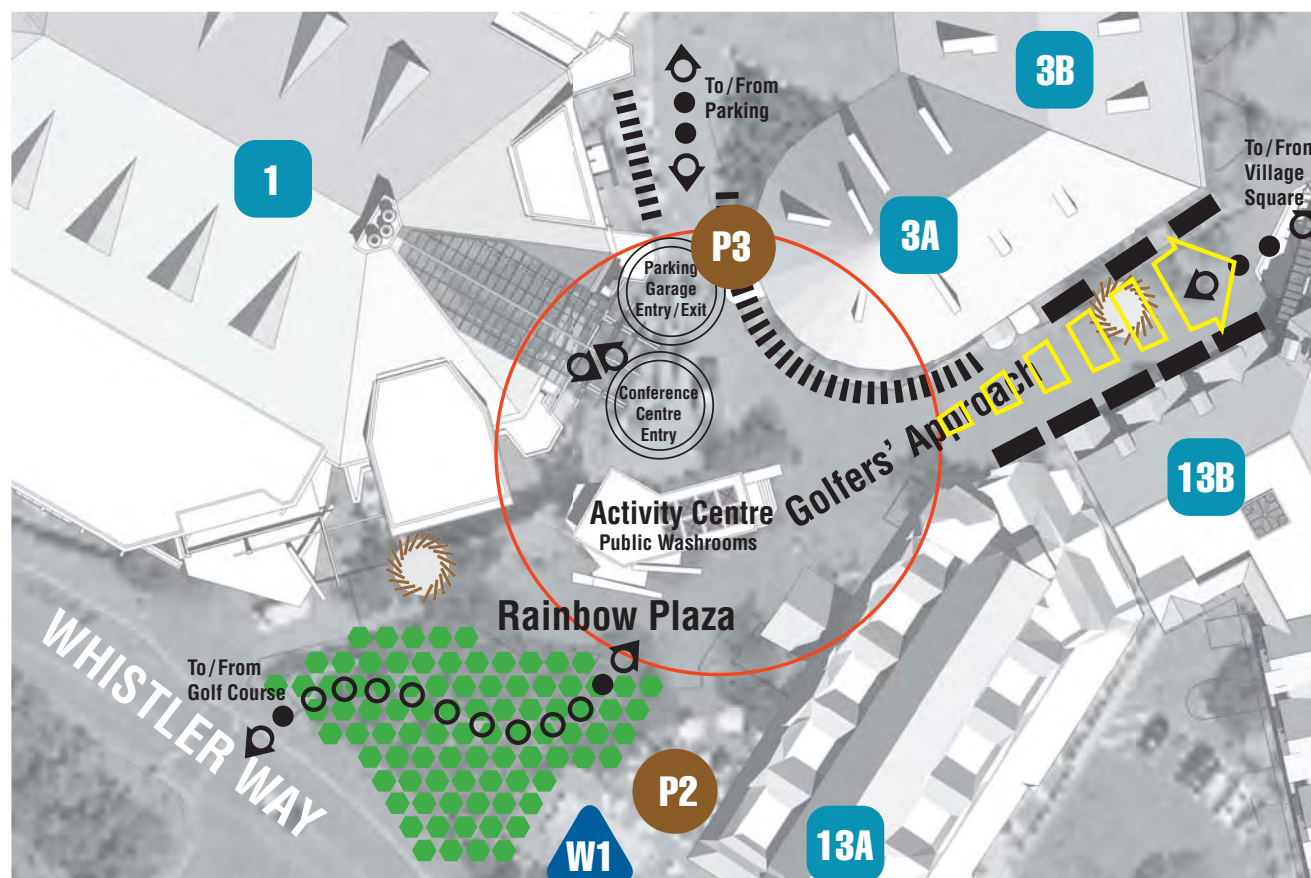 3B
To/From
Parking
To/From
Village
Square
1
3A
P3
Parking
Garage
Entry/Exit
Conference
Centre
Entry
Golfers' Approach
13B
Activity Centre
Public Washrooms
Rainbow Plaza
To/From
Golf Course
WHISTLER WAY
P2
W1
13A